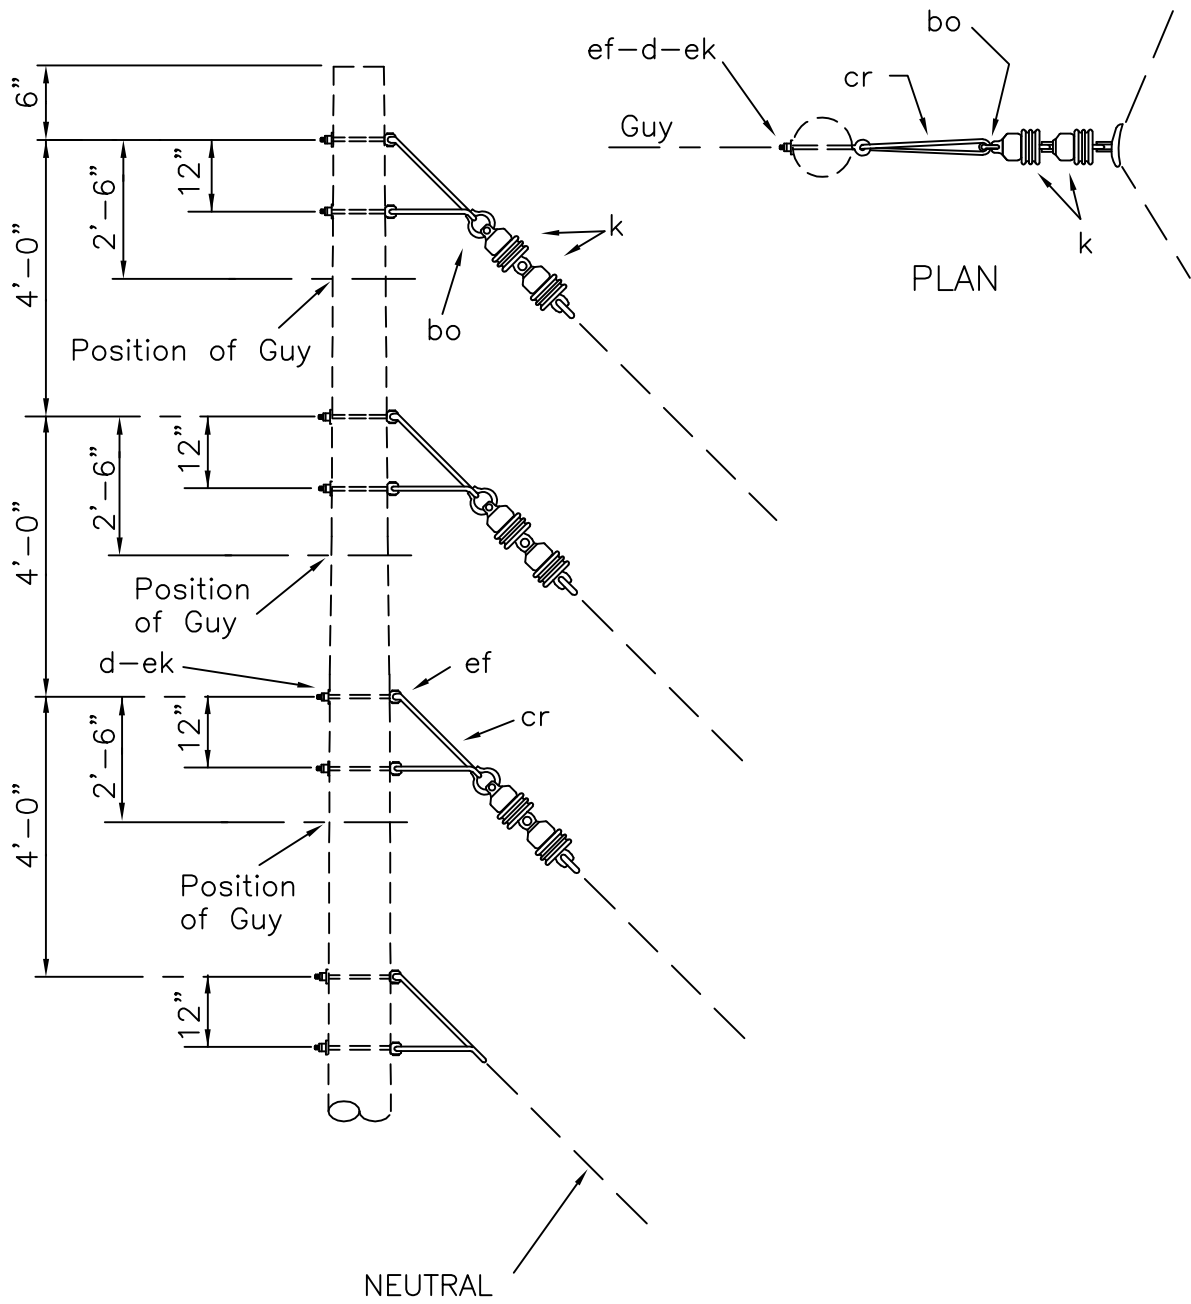 bo
ef-d-ek
cr
Guy
k
PLAN
6”
12”
2’-6”
4’-0”
k
bo
Position of Guy
12”
2’-6”
4’-0”
Position
of Guy
d-ek
ef
cr
12”
2’-6”
4’-0”
Position
of Guy
12”
NEUTRAL